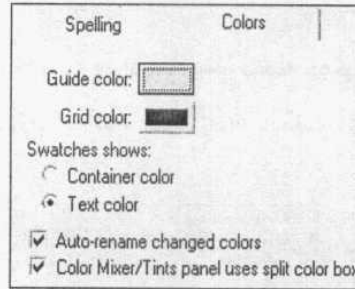 Spelling Colors
Guide color:
Grid color:
Swatches shows:
Container color
Text color
Auto-rename changed colors
Color Mixer/Tints panel uses split color box